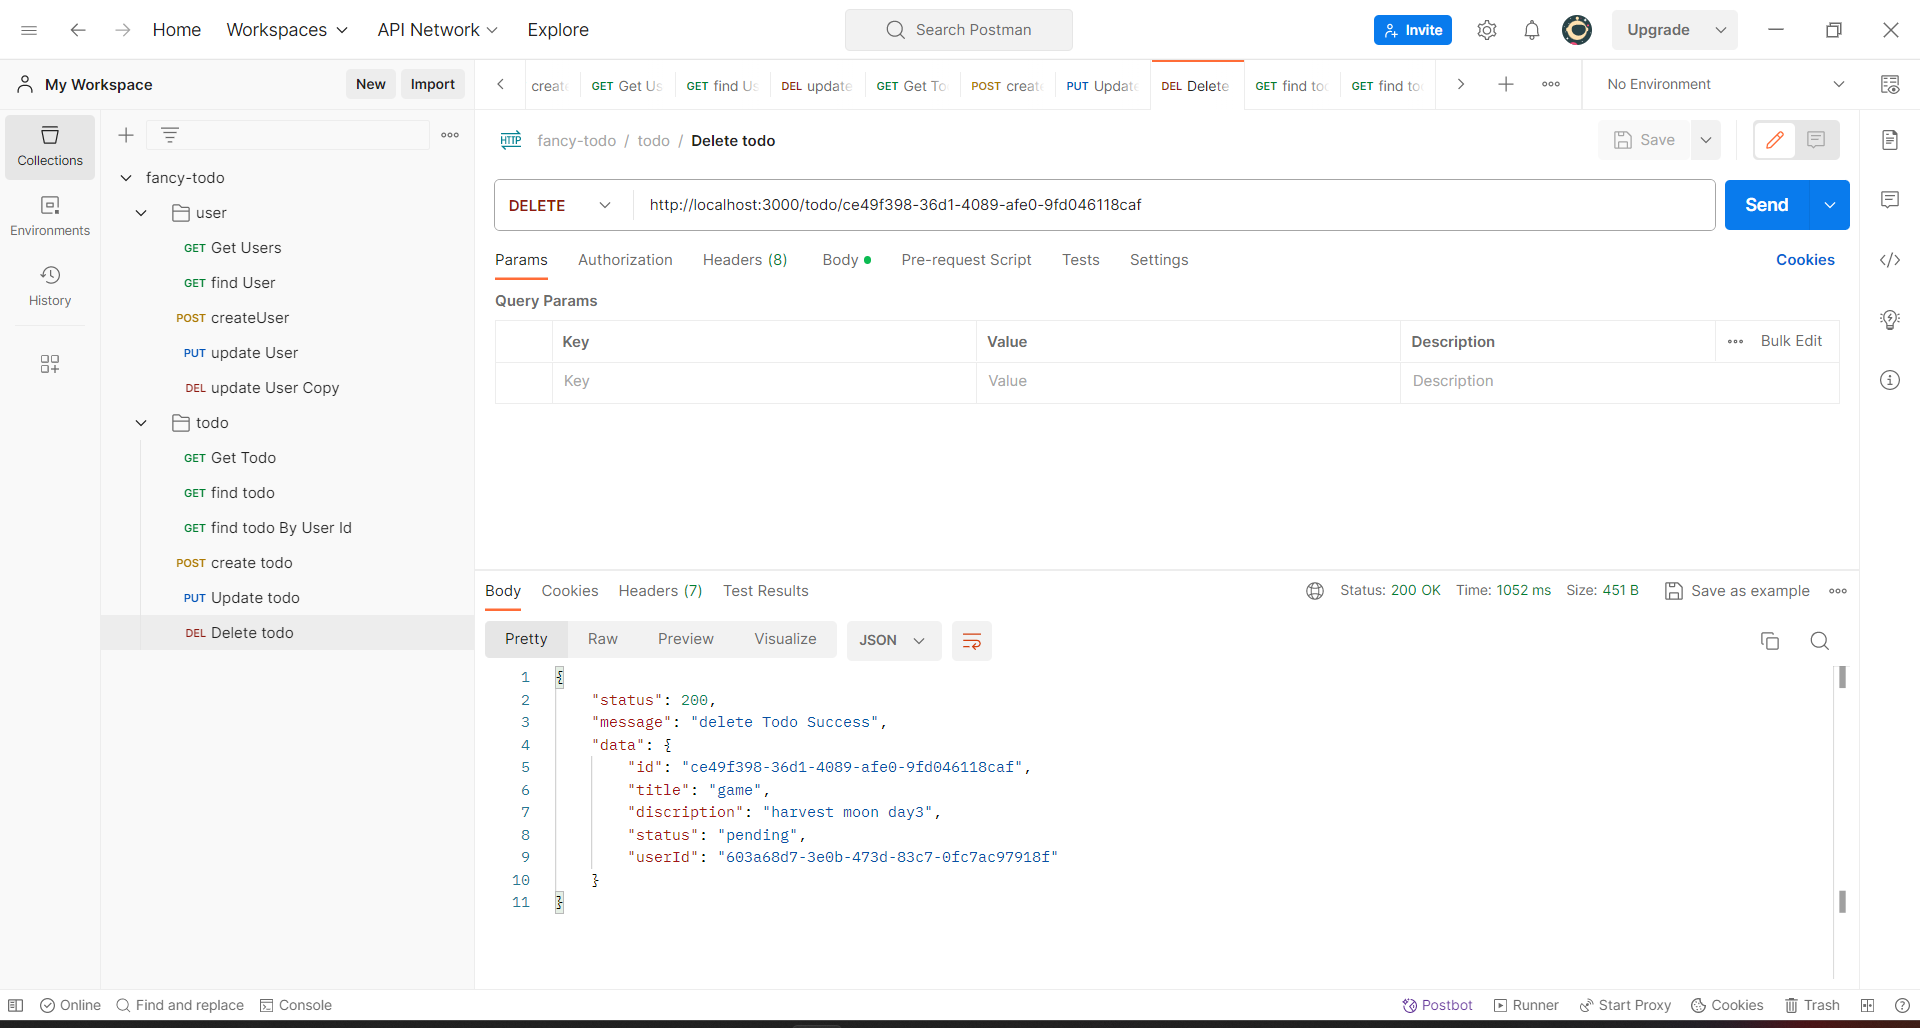 Home Workspaces API Network Explore Search Postman Invite Upgrade
My Workspace New Import
create GET Get Us GET find Us DEL update GET Get To POST create PUT Update DEL Delete GET find to GET find to No Environment
Collections
Environments
History
fancy-todo
user
GET Get Users
GET find User
POST createUser
PUT update User
DEL update User Copy
todo
GET Get Todo
GET find todo
GET find todo By User Id
POST create todo
PUT Update todo
DEL Delete todo
HTTP fancy-todo / todo / Delete todo Save
DELETE http://localhost:3000/todo/ce49f398-36d1-4089-afe0-9fd046118caf Send
Params Authorization Headers (8) Body Pre-request Script Tests Settings Cookies
Query Params
Key Value Description Bulk Edit
Key Value Description
Body Cookies Headers (7) Test Results Status: 200 OK Time: 1052 ms Size: 451 B Save as example
Pretty Raw Preview Visualize JSON
1 {
2 "status": 200,
3 "message": "delete Todo Success",
4 "data": {
5 "id": "ce49f398-36d1-4089-afe0-9fd046118caf",
6 "title": "game",
7 "discription": "harvest moon day3",
8 "status": "pending",
9 "userId": "603a68d7-3e0b-473d-83c7-0fc7ac97918f"
10 }
11 }
Online Find and replace Console Postbot Runner Start Proxy Cookies Trash